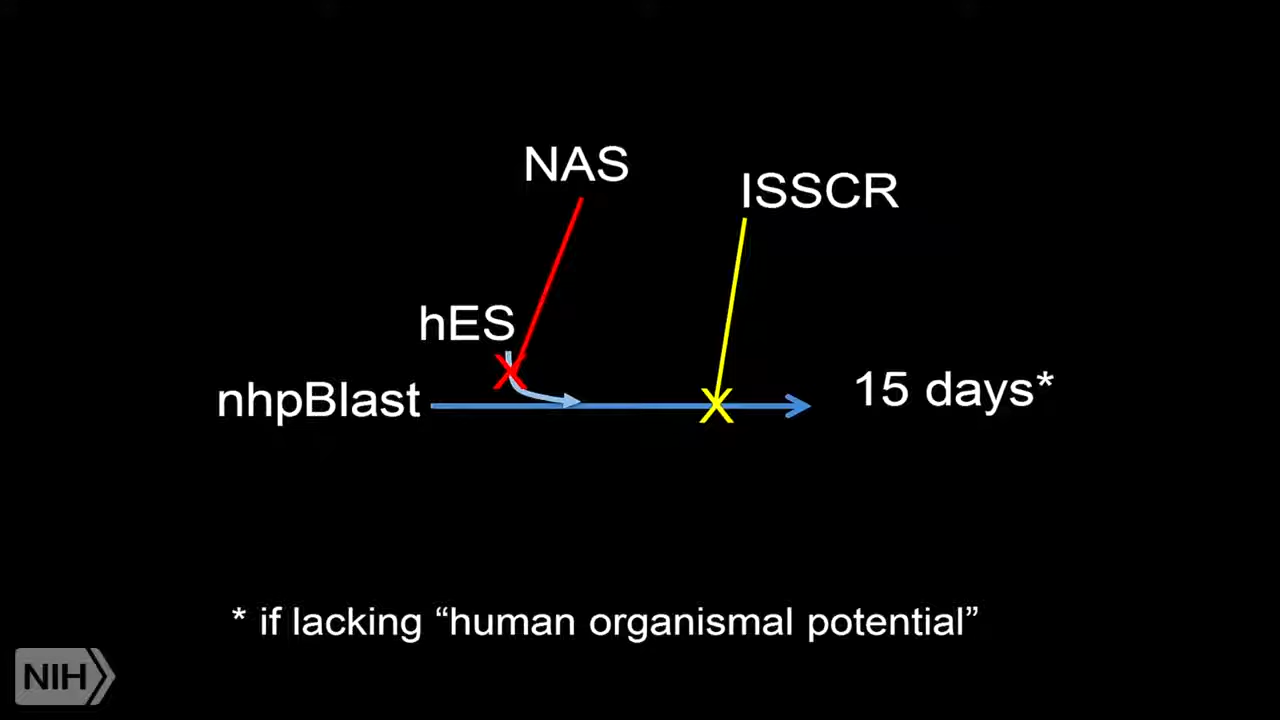 NAS
ISSCR
hES
X
nhpBlast
X
15 days*
* if lacking “human organismal potential”
NIH